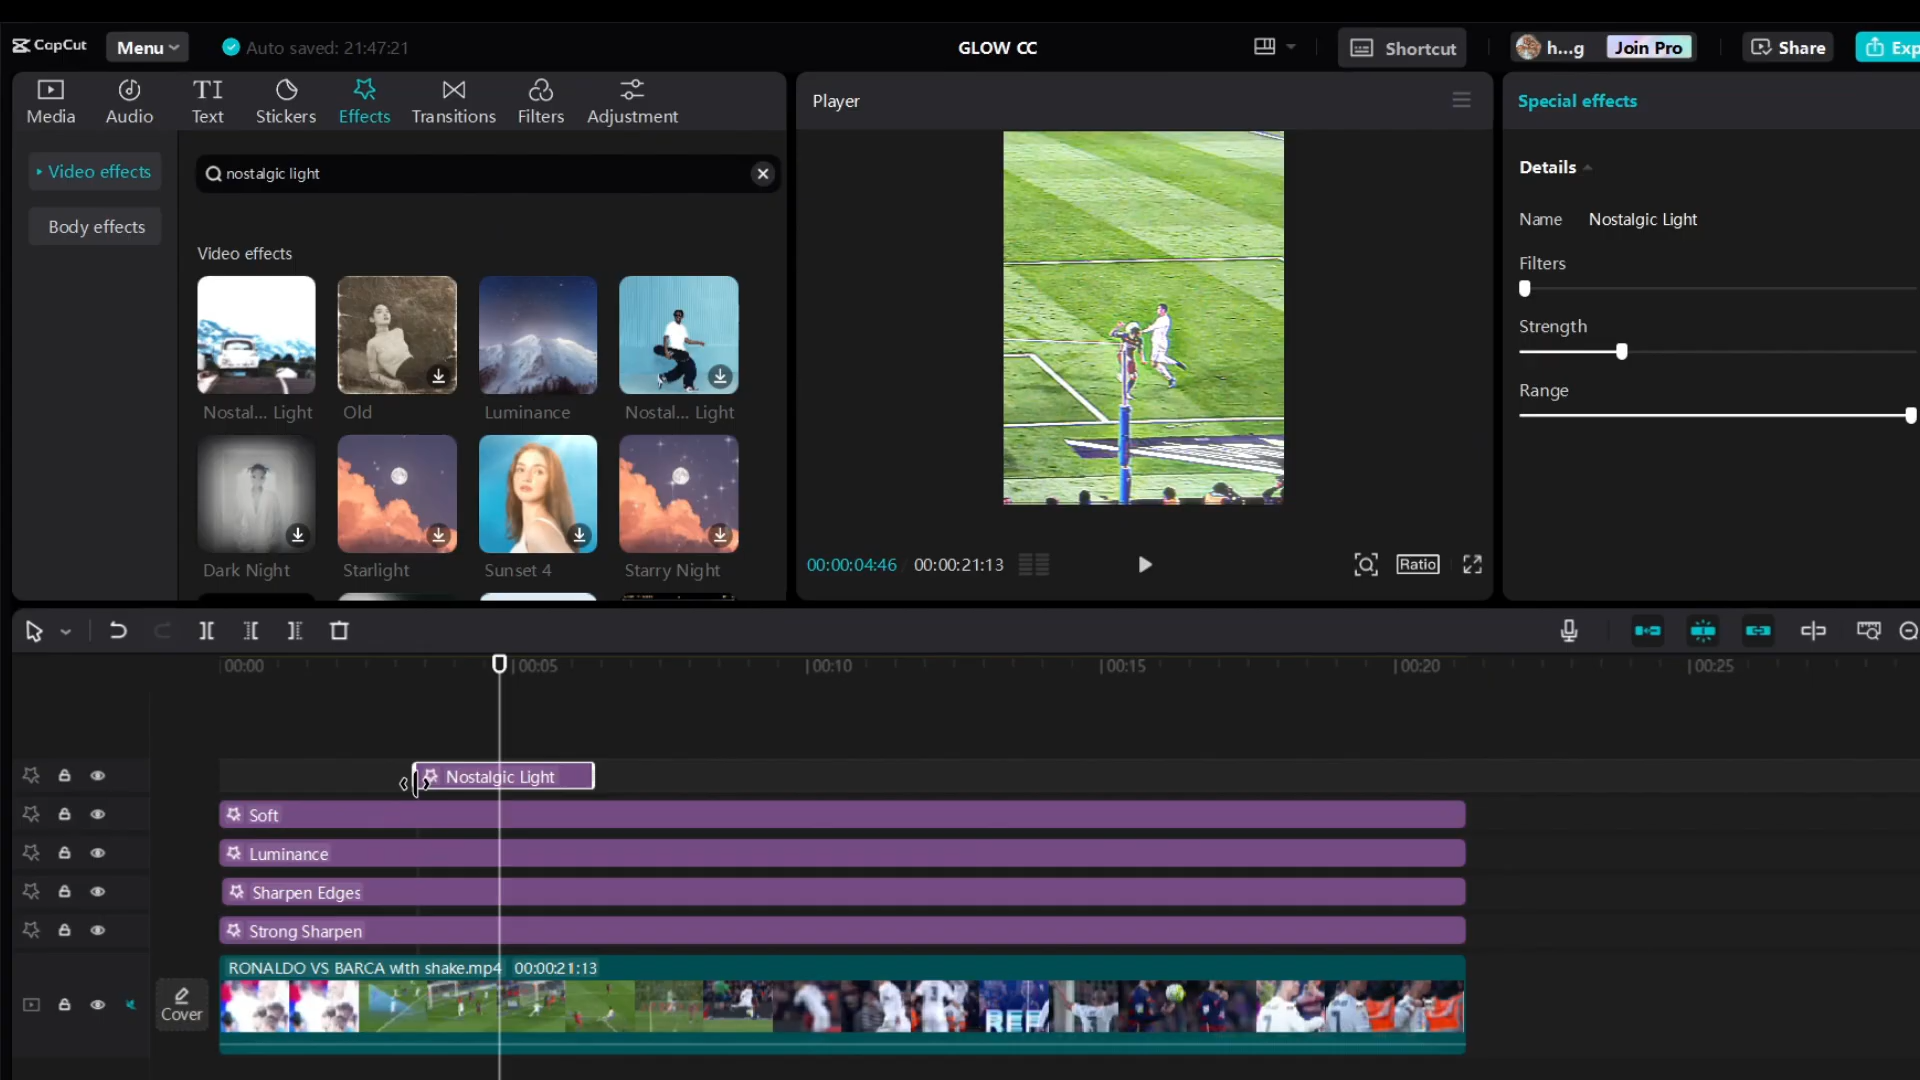 CapCut
Menu
Auto saved: 21:47:21
GLOW CC
Shortcut
h...g
Join Pro
Share
Exp
Media
Audio
TI
Text
Stickers
Effects
Transitions
Filters
Adjustment
Player
Special effects
Video effects
Body effects
nostalgic light
Video effects
Nostal... Light
Old
Luminance
Nostal... Light
Dark Night
Starlight
Sunset 4
Starry Night
Details
Name Nostalgic Light
Filters
Strength
Range
00:00:04:46 / 00:00:21:13
Ratio
00:00
00:05
00:10
00:15
00:20
00:25
Nostalgic Light
Soft
Luminance
Sharpen Edges
Strong Sharpen
RONALDO VS BARCA with shake.mp4 00:00:21:13
Cover